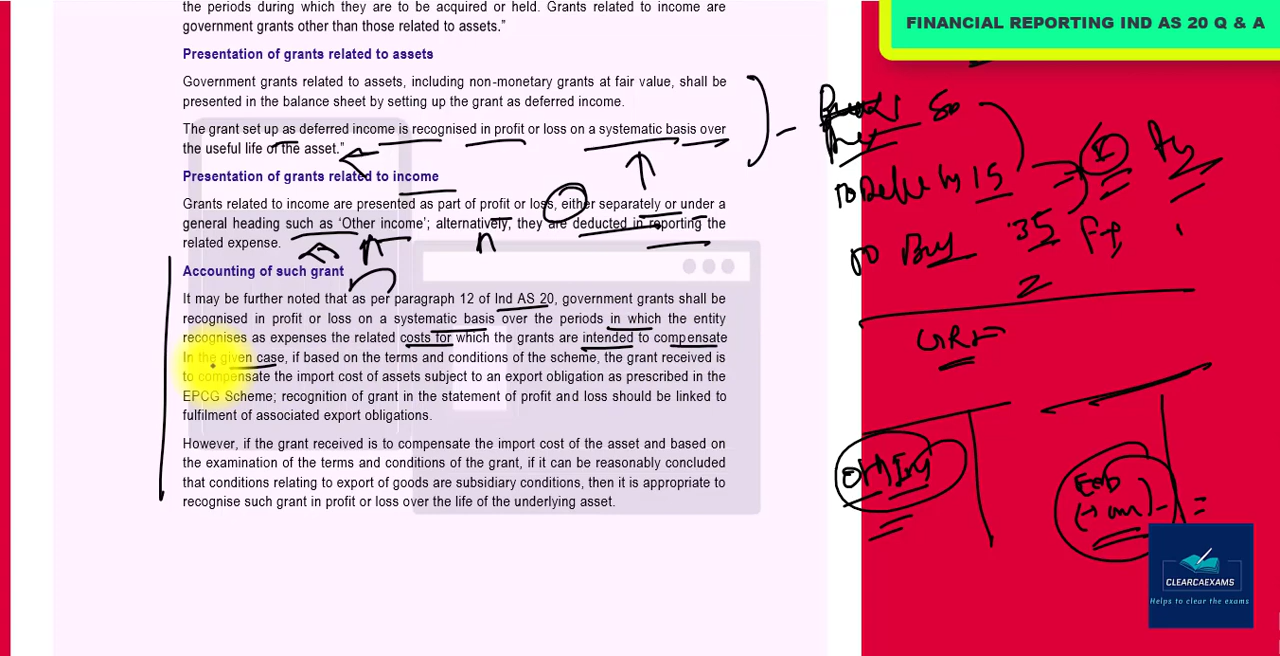 the periods during which they are to be acquired or held. Grants related to income are
government grants other than those related to assets."
FINANCIAL REPORTING IND AS 20 Q & A
Presentation of grants related to assets
Government grants related to assets, including non-monetary grants at fair value, shall be
presented in the balance sheet by setting up the grant as deferred income.
The grant set up as deferred income is recognised in profit or loss on a systematic basis over
the useful life of the asset."
Presentation of grants related to income
Grants related to income are presented as part of profit or loss, either separately or under a
general heading such as 'Other income'; alternatively, they are deducted in reporting the
related expense.
Accounting of such grant
It may be further noted that as per paragraph 12 of Ind AS 20, government grants shall be
recognised in profit or loss on a systematic basis over the periods in which the entity
recognises as expenses the related costs for which the grants are intended to compensate
In the given case, if based on the terms and conditions of the scheme, the grant received is
to compensate the import cost of assets subject to an export obligation as prescribed in the
EPCG Scheme; recognition of grant in the statement of profit and loss should be linked to
fulfilment of associated export obligations.
However, if the grant received is to compensate the import cost of the asset and based on
the examination of the terms and conditions of the grant, if it can be reasonably concluded
that conditions relating to export of goods are subsidiary conditions, then it is appropriate to
recognise such grant in profit or loss over the life of the underlying asset.
15
35
CLEARCAEXAMS
Helps to clear the exams